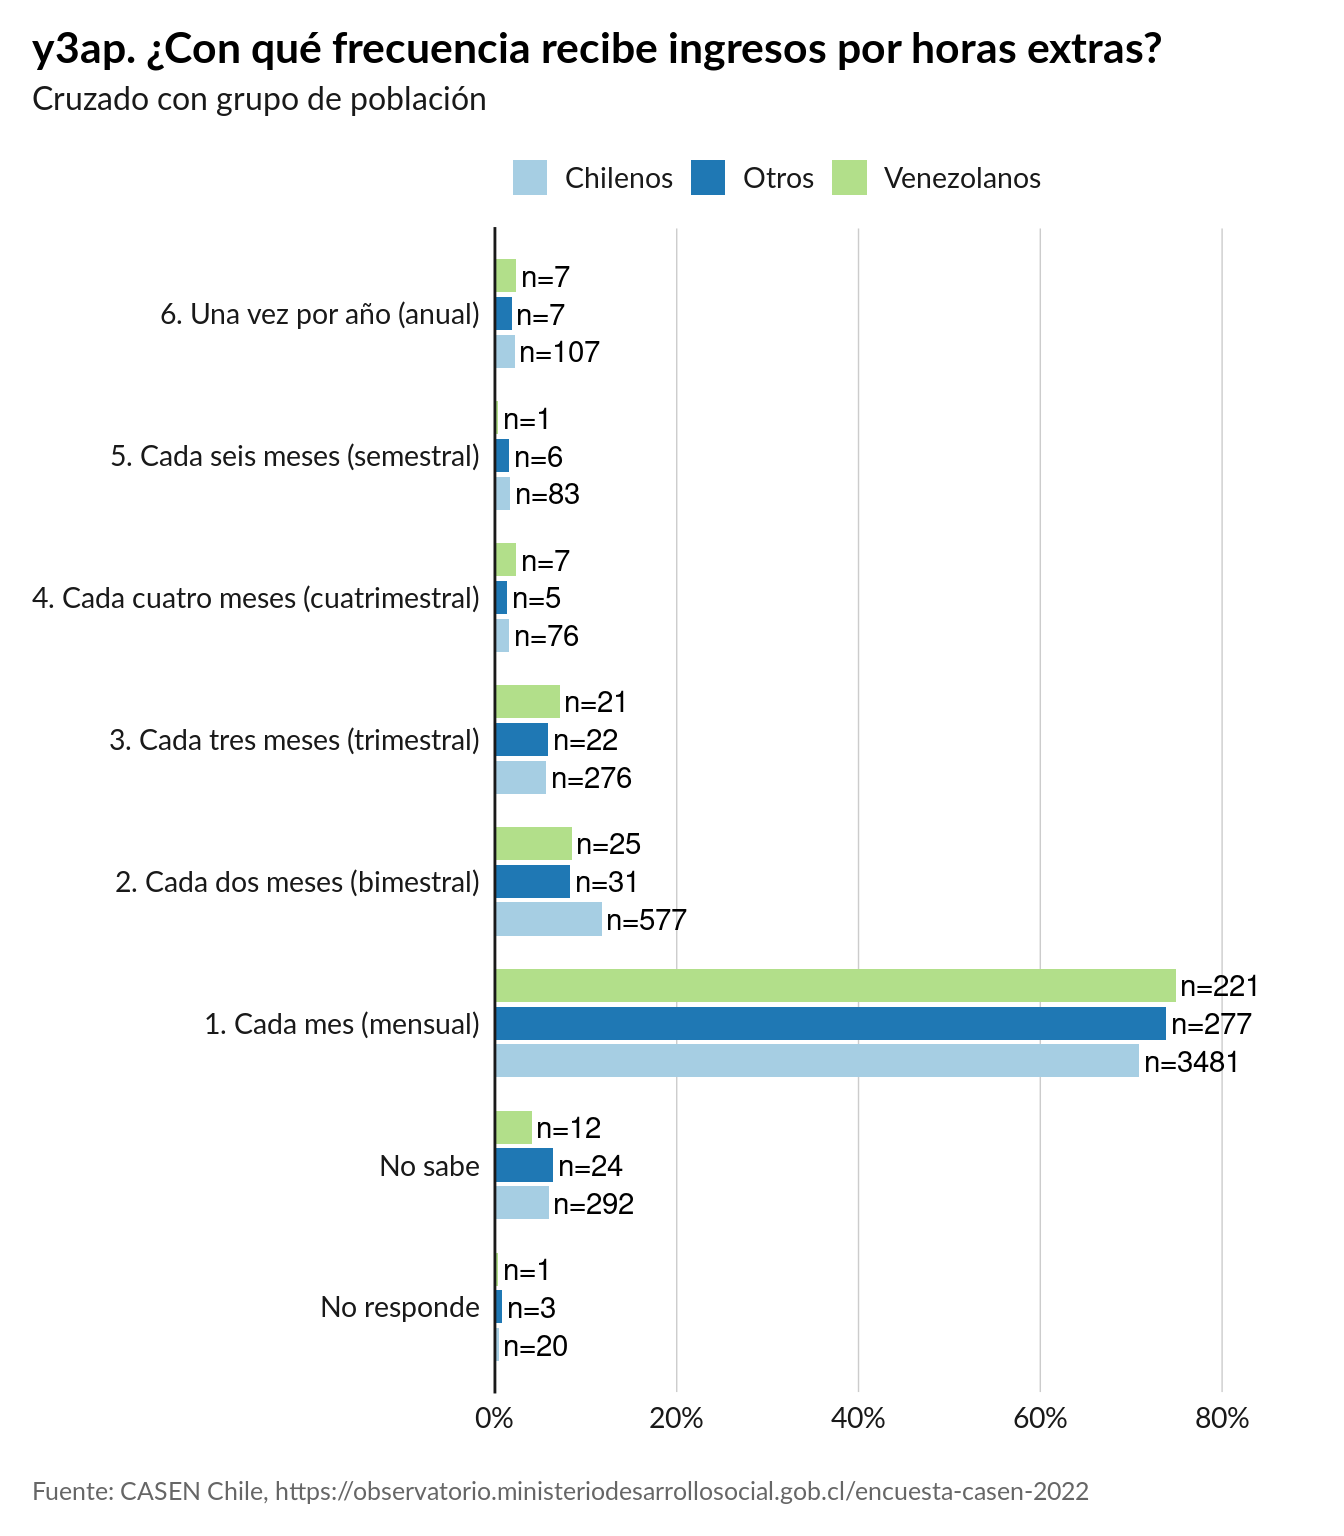 y3ap. ¿Con qué frecuencia recibe ingresos por horas extras?
Cruzado con grupo de población
Chilenos Otros Venezolanos
n=7
6. Una vez por año (anual) n=7
n=107
n=1
5. Cada seis meses (semestral) n=6
n=83
n=7
4. Cada cuatro meses (cuatrimestral) n=5
n=76
n=21
3. Cada tres meses (trimestral) n=22
n=276
n=25
2. Cada dos meses (bimestral) n=31
n=577
n=221
1. Cada mes (mensual) n=277
n=3481
n=12
No sabe n=24
n=292
n=1
No responde n=3
n=20
0% 20% 40% 60% 80%
Fuente: CASEN Chile, https://observatorio.ministeriodesarrollosocial.gob.cl/encuesta-casen-2022